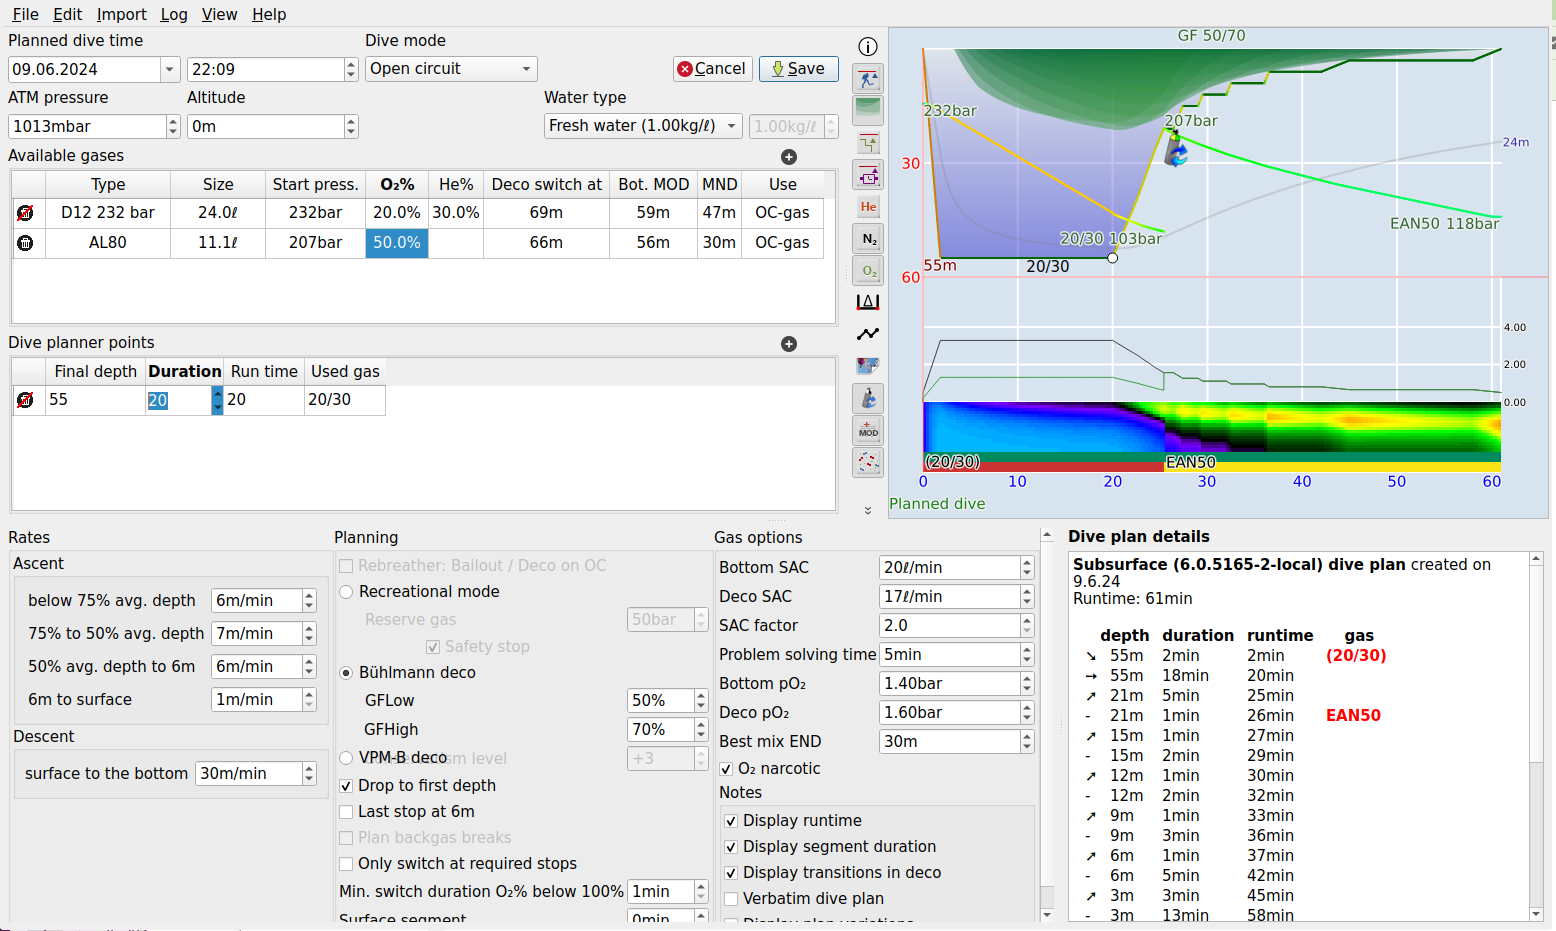 File Edit Import Log View Help
Planned dive time
Dive mode
09.06.2024
22:09
Open circuit
Cancel
Save
ATM pressure
Altitude
Water type
1013mbar
0m
Fresh water (1.00kg/ℓ)
1.00kg/ℓ
Available gases
Type Size Start press. O₂% He% Deco switch at Bot. MOD MND Use
D12 232 bar 24.0ℓ 232bar 20.0% 30.0% 69m 59m 47m OC-gas
AL80 11.1ℓ 207bar 50.0% 66m 56m 30m OC-gas
Dive planner points
Final depth Duration Run time Used gas
55 20 20 20/30
He
N₂
O₂
MOD
GF 50/70
232bar
207bar
24m
30
EAN50 118bar
20/30 103bar
55m
20/30
60
4.00
2.00
0.00
(20/30)
EAN50
0 10 20 30 40 50 60
Planned dive
Rates
Ascent
below 75% avg. depth 6m/min
75% to 50% avg. depth 7m/min
50% avg. depth to 6m 6m/min
6m to surface 1m/min
Descent
surface to the bottom 30m/min
Planning
Rebreather: Bailout / Deco on OC
Recreational mode
Reserve gas 50bar
Safety stop
Bühlmann deco
GFLow 50%
GFHigh 70%
VPM-B deco
+3
Drop to first depth
Last stop at 6m
Plan backgas breaks
Only switch at required stops
Min. switch duration O₂% below 100% 1min
Surface segment 0min
Gas options
Bottom SAC 20ℓ/min
Deco SAC 17ℓ/min
SAC factor 2.0
Problem solving time 5min
Bottom pO₂ 1.40bar
Deco pO₂ 1.60bar
Best mix END 30m
O₂ narcotic
Notes
Display runtime
Display segment duration
Display transitions in deco
Verbatim dive plan
Display plan variations
Dive plan details
Subsurface (6.0.5165-2-local) dive plan created on
9.6.24
Runtime: 61min
depth duration runtime gas
➘ 55m 2min 2min (20/30)
➙ 55m 18min 20min
➚ 21m 5min 25min
- 21m 1min 26min EAN50
➚ 15m 1min 27min
- 15m 2min 29min
➚ 12m 1min 30min
- 12m 2min 32min
➚ 9m 1min 33min
- 9m 3min 36min
➚ 6m 1min 37min
- 6m 5min 42min
➚ 3m 3min 45min
- 3m 13min 58min